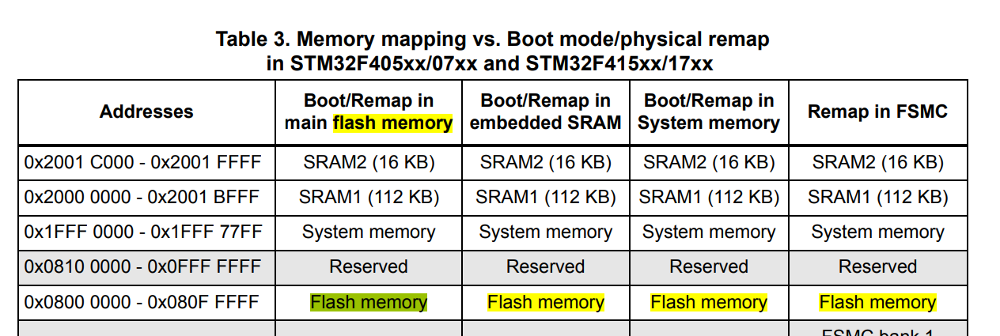 Table 3. Memory mapping vs. Boot mode/physical remap
in STM32F405xx/07xx and STM32F415xx/17xx
Addresses Boot/Remap in main flash memory Boot/Remap in embedded SRAM Boot/Remap in System memory Remap in FSMC
0x2001 C000 - 0x2001 FFFF SRAM2 (16 KB) SRAM2 (16 KB) SRAM2 (16 KB) SRAM2 (16 KB)
0x2000 0000 - 0x2001 BFFF SRAM1 (112 KB) SRAM1 (112 KB) SRAM1 (112 KB) SRAM1 (112 KB)
0x1FFF 0000 - 0x1FFF 77FF System memory System memory System memory System memory
0x0810 0000 - 0x0FFF FFFF Reserved Reserved Reserved Reserved
0x0800 0000 - 0x080F FFFF Flash memory Flash memory Flash memory Flash memory
FSMC bank 1